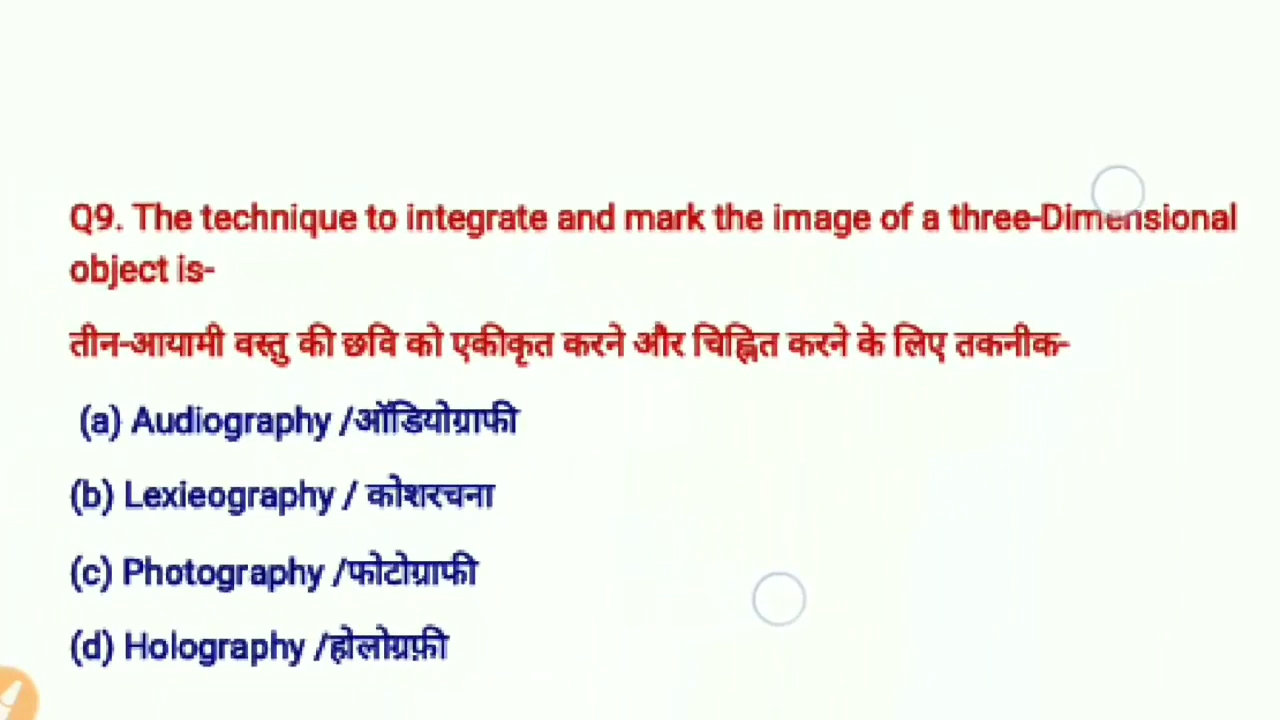 Q9. The technique to integrate and mark the image of a three-Dimensional
object is-
तीन-आयामी वस्तु की छवि को एकीकृत करने और चिह्नित करने के लिए तकनीक-
(a) Audiography /ऑडियोग्राफी
(b) Lexieography / कोशरचना
(c) Photography /फोटोग्राफी
(d) Holography /होलोग्रफ़ी